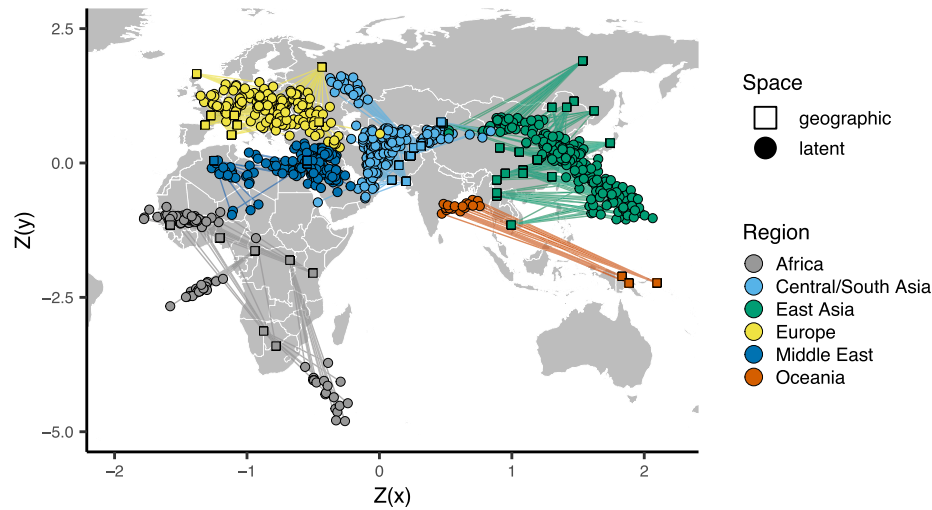 2.5
0.0
−2.5
−5.0
Z(y)
−2
−1
0
1
2
Z(x)
Space
geographic
latent
Region
Africa
Central/South Asia
East Asia
Europe
Middle East
Oceania